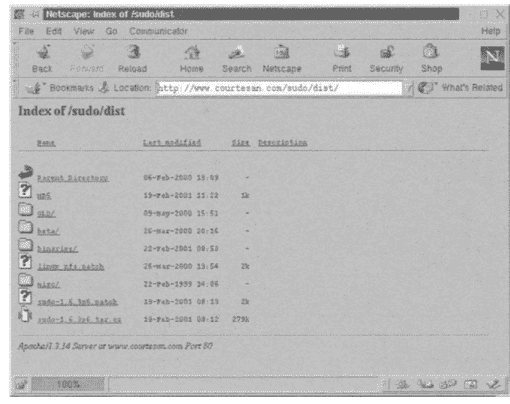 Netscape: Index of /sudo/dist
File Edit View Go Communicator Help
Back Forward Reload Home Search Netscape Print Security Shop
N
Bookmarks Location: http://www.courtesan.com/sudo/dist/ What's Related
Index of /sudo/dist
Name Last modified Size Description
Parent Directory 06-Feb-2000 19:09 -
19-Feb-2001 11:22 1k
old/ 09-May-2000 15:51 -
beta/ 26-Mar-2000 20:16 -
binaries/ 22-Feb-2001 08:53 -
linux_nfs.patch 25-Mar-2000 13:54 2k
misc/ 22-Feb-1999 14:06 -
sudo-1.6.3p6.patch 19-Feb-2001 08:13 2k
sudo-1.6.3p6.tar.gz 19-Feb-2001 08:12 279k
Apache/1.3.14 Server at www.courtesan.com Port 80
100%